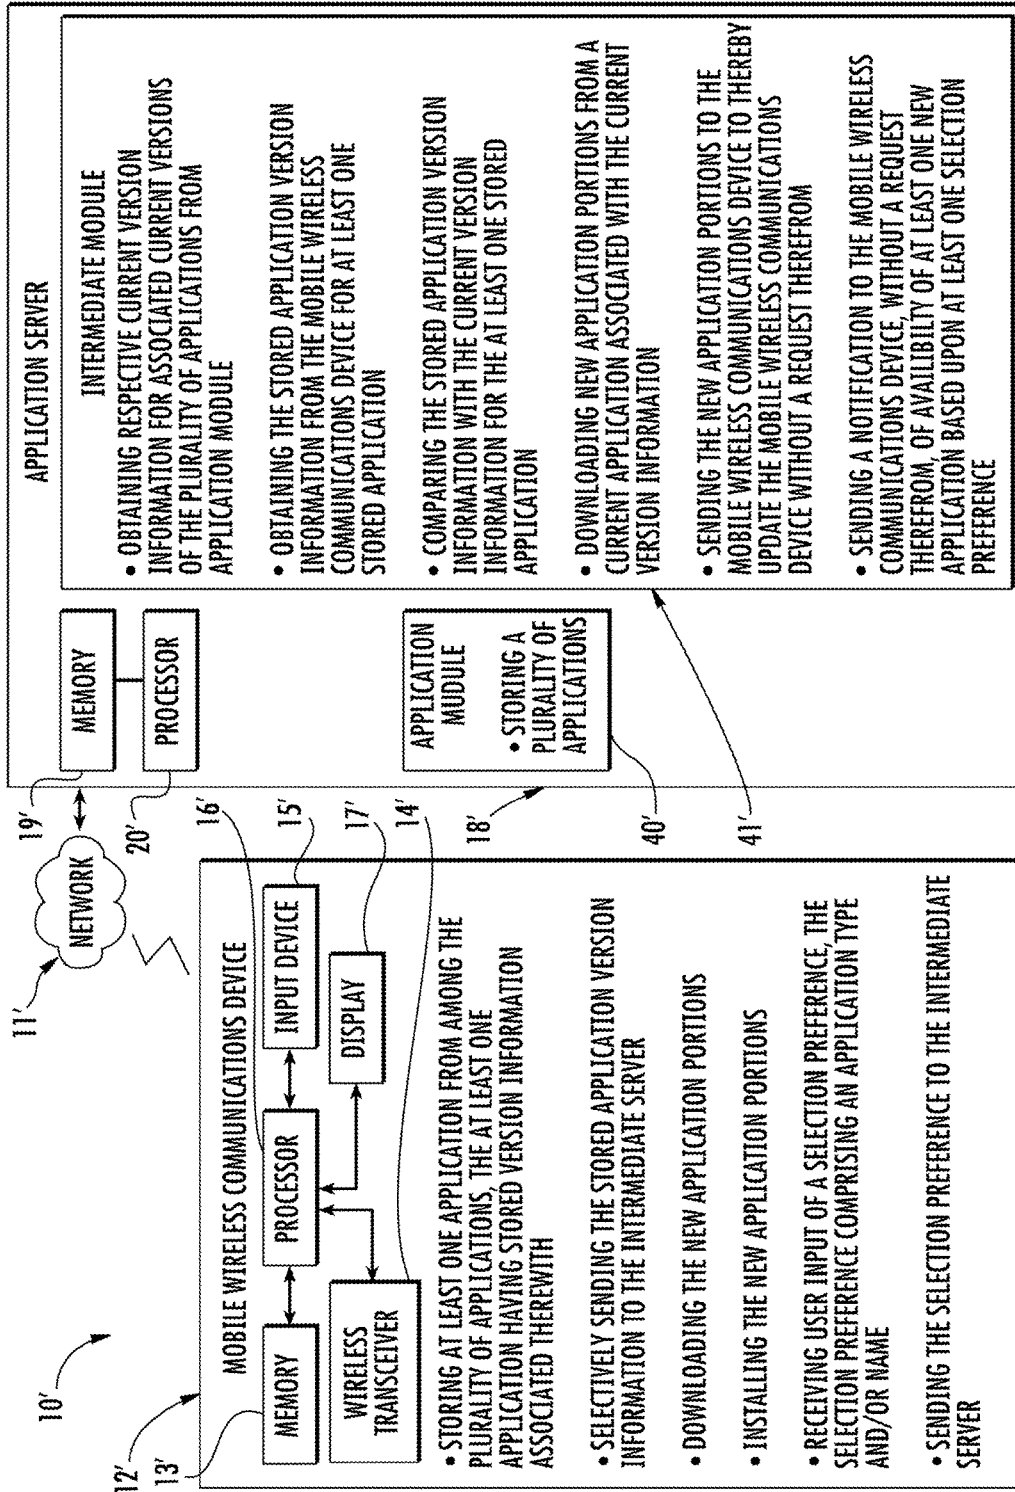 10'
11'
NETWORK
12'
MOBILE WIRELESS COMMUNICATIONS DEVICE
13'
MEMORY
PROCESSOR
INPUT DEVICE
WIRELESS
TRANSCEIVER
DISPLAY
16'
15'
17'
14'
• STORING AT LEAST ONE APPLICATION FROM AMONG THE
PLURALITY OF APPLICATIONS, THE AT LEAST ONE
APPLICATION HAVING STORED VERSION INFORMATION
ASSOCIATED THEREWITH
• SELECTIVELY SENDING THE STORED APPLICATION VERSION
INFORMATION TO THE INTERMEDIATE SERVER
• DOWNLOADING THE NEW APPLICATION PORTIONS
• INSTALLING THE NEW APPLICATION PORTIONS
• RECEIVING USER INPUT OF A SELECTION PREFERENCE, THE
SELECTION PREFERENCE COMPRISING AN APPLICATION TYPE
AND/OR NAME
• SENDING THE SELECTION PREFERENCE TO THE INTERMEDIATE
SERVER
APPLICATION SERVER
19'
MEMORY
20'
PROCESSOR
18'
APPLICATION
MUDULE
• STORING A
PLURALITY OF
APPLICATIONS
40'
41'
INTERMEDIATE MODULE
• OBTAINING RESPECTIVE CURRENT VERSION
INFORMATION FOR ASSOCIATED CURRENT VERSIONS
OF THE PLURALITY OF APPLICATIONS FROM
APPLICATION MODULE
• OBTAINING THE STORED APPLICATION VERSION
INFORMATION FROM THE MOBILE WIRELESS
COMMUNICATIONS DEVICE FOR AT LEAST ONE
STORED APPLICATION
• COMPARING THE STORED APPLICATION VERSION
INFORMATION WITH THE CURRENT VERSION
INFORMATION FOR THE AT LEAST ONE STORED
APPLICATION
• DOWNLOADING NEW APPLICATION PORTIONS FROM A
CURRENT APPLICATION ASSOCIATED WITH THE CURRENT
VERSION INFORMATION
• SENDING THE NEW APPLICATION PORTIONS TO THE
MOBILE WIRELESS COMMUNICATIONS DEVICE TO THEREBY
UPDATE THE MOBILE WIRELESS COMMUNICATIONS
DEVICE WITHOUT A REQUEST THEREFROM
• SENDING A NOTIFICATION TO THE MOBILE WIRELESS
COMMUNICATIONS DEVICE, WITHOUT A REQUEST
THEREFROM, OF AVAILIBILTY OF AT LEAST ONE NEW
APPLICATION BASED UPON AT LEAST ONE SELECTION
PREFERENCE